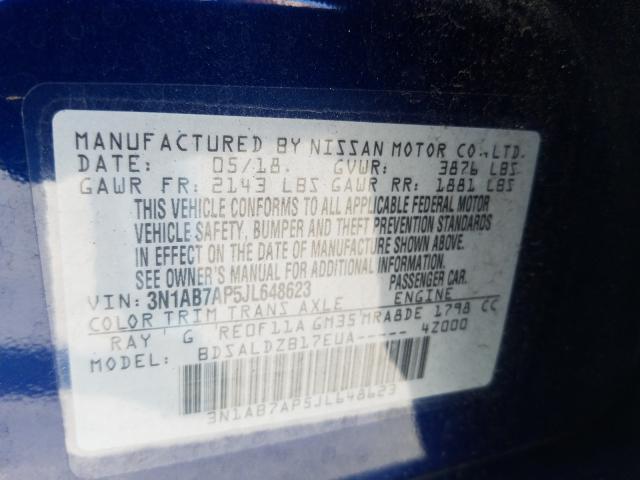 MANUFACTURED BY NISSAN MOTOR CO.,LTD.
DATE: 05/18. GVWR: 3876 LBS
GAWR FR: 2143 LBS GAWR RR: 1881 LBS
THIS VEHICLE CONFORMS TO ALL APPLICABLE FEDERAL MOTOR
VEHICLE SAFETY, BUMPER AND THEFT PREVENTION STANDARDS
IN EFFECT ON THE DATE OF MANUFACTURE SHOWN ABOVE.
SEE OWNER'S MANUAL FOR ADDITIONAL INFORMATION.
VIN: 3N1AB7AP5JL648623 PASSENGER CAR.
COLOR TRIM TRANS AXLE ENGINE
RAY G RE0F11A GM35 MRA8DE 1798 CC
MODEL: BDSALDZB17EUA----- 4Z000
3N1AB7AP5JL648623